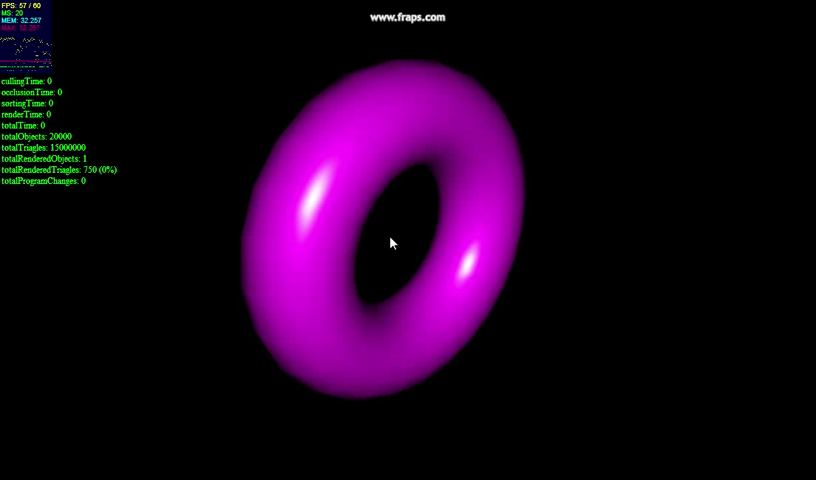 FPS: 57 / 60
MS: 20
MEM: 32.257
www.fraps.com
cullingTime: 0
occlusionTime: 0
sortingTime: 0
renderTime: 0
totalTime: 0
totalObjects: 20000
totalTriagles: 15000000
totalRenderedObjects: 1
totalRenderedTriagles: 750 (0%)
totalProgramChanges: 0